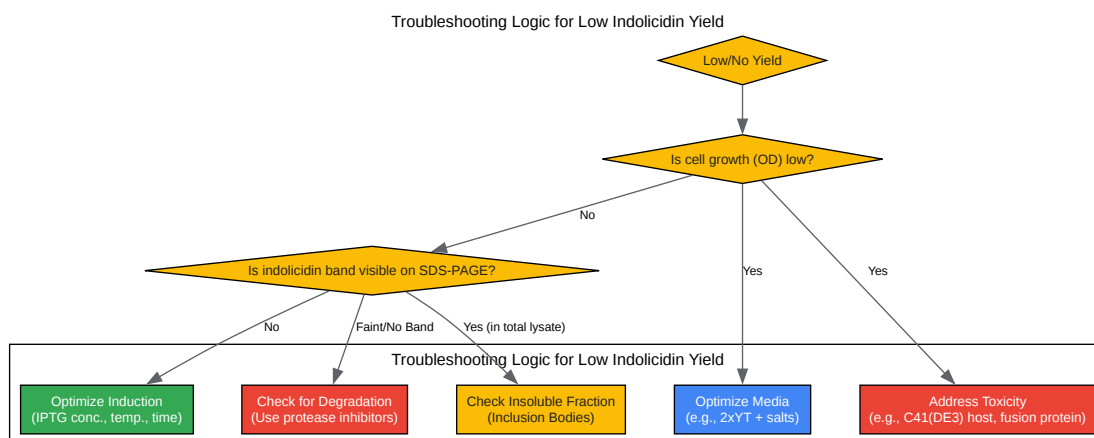 Troubleshooting Logic for Low Indolicidin Yield
Low/No Yield
Is cell growth (OD) low?
No
Is indolicidin band visible on SDS-PAGE?
Yes
Yes
No
Faint/No Band
Yes (in total lysate)
Troubleshooting Logic for Low Indolicidin Yield
Optimize Induction
(IPTG conc., temp., time)
Check for Degradation
(Use protease inhibitors)
Check Insoluble Fraction
(Inclusion Bodies)
Optimize Media
(e.g., 2xYT + salts)
Address Toxicity
(e.g., C41(DE3) host, fusion protein)